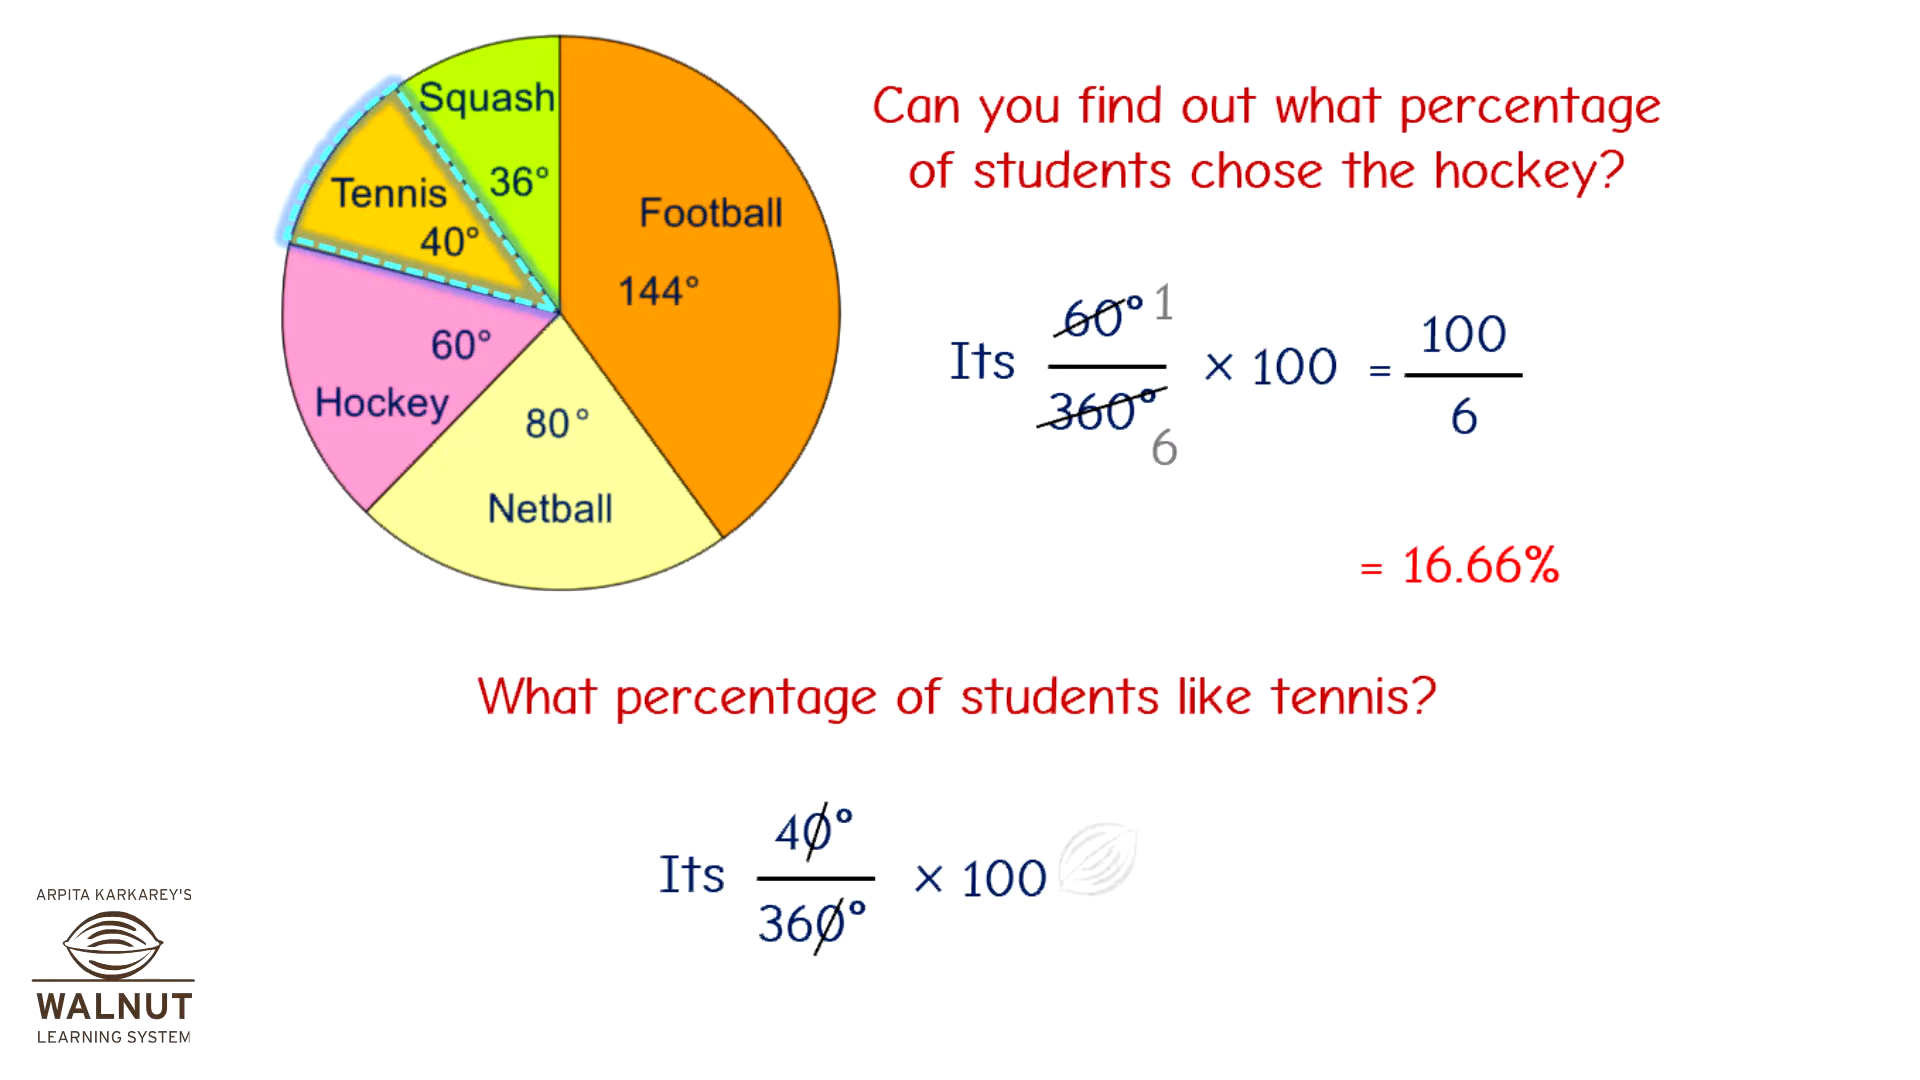 Squash
36°
Tennis
40°
Football
144°
60°
Hockey
80°
Netball
Can you find out what percentage
of students chose the hockey?
Its 60° 1 / 360° 6 × 100 = 100 / 6
= 16.66%
What percentage of students like tennis?
Its 40° / 360° × 100
ARPITA KARKAREY'S
WALNUT
LEARNING SYSTEM